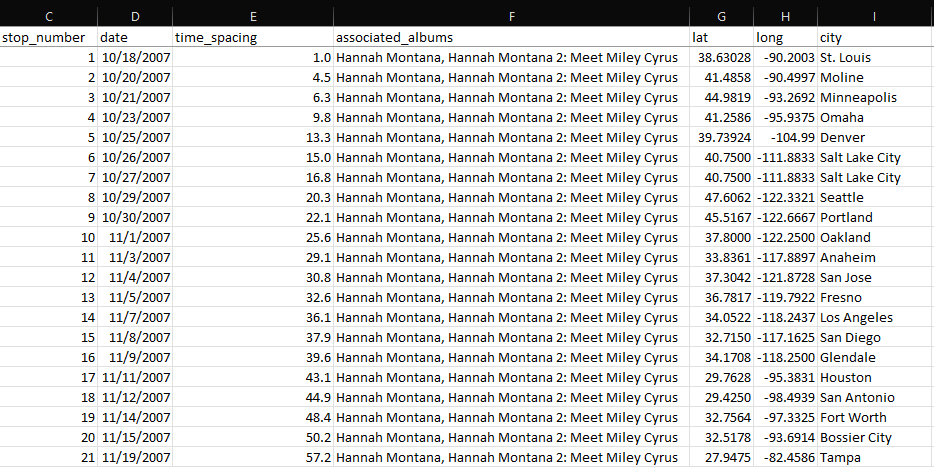 C D E F G H I
stop_number date time_spacing associated_albums lat long city
1 10/18/2007 1.0 Hannah Montana, Hannah Montana 2: Meet Miley Cyrus 38.63028 -90.2003 St. Louis
2 10/20/2007 4.5 Hannah Montana, Hannah Montana 2: Meet Miley Cyrus 41.4858 -90.4997 Moline
3 10/21/2007 6.3 Hannah Montana, Hannah Montana 2: Meet Miley Cyrus 44.9819 -93.2692 Minneapolis
4 10/23/2007 9.8 Hannah Montana, Hannah Montana 2: Meet Miley Cyrus 41.2586 -95.9375 Omaha
5 10/25/2007 13.3 Hannah Montana, Hannah Montana 2: Meet Miley Cyrus 39.73924 -104.99 Denver
6 10/26/2007 15.0 Hannah Montana, Hannah Montana 2: Meet Miley Cyrus 40.7500 -111.8833 Salt Lake City
7 10/27/2007 16.8 Hannah Montana, Hannah Montana 2: Meet Miley Cyrus 40.7500 -111.8833 Salt Lake City
8 10/29/2007 20.3 Hannah Montana, Hannah Montana 2: Meet Miley Cyrus 47.6062 -122.3321 Seattle
9 10/30/2007 22.1 Hannah Montana, Hannah Montana 2: Meet Miley Cyrus 45.5167 -122.6667 Portland
10 11/1/2007 25.6 Hannah Montana, Hannah Montana 2: Meet Miley Cyrus 37.8000 -122.2500 Oakland
11 11/3/2007 29.1 Hannah Montana, Hannah Montana 2: Meet Miley Cyrus 33.8361 -117.8897 Anaheim
12 11/4/2007 30.8 Hannah Montana, Hannah Montana 2: Meet Miley Cyrus 37.3042 -121.8728 San Jose
13 11/5/2007 32.6 Hannah Montana, Hannah Montana 2: Meet Miley Cyrus 36.7817 -119.7922 Fresno
14 11/7/2007 36.1 Hannah Montana, Hannah Montana 2: Meet Miley Cyrus 34.0522 -118.2437 Los Angeles
15 11/8/2007 37.9 Hannah Montana, Hannah Montana 2: Meet Miley Cyrus 32.7150 -117.1625 San Diego
16 11/9/2007 39.6 Hannah Montana, Hannah Montana 2: Meet Miley Cyrus 34.1708 -118.2500 Glendale
17 11/11/2007 43.1 Hannah Montana, Hannah Montana 2: Meet Miley Cyrus 29.7628 -95.3831 Houston
18 11/12/2007 44.9 Hannah Montana, Hannah Montana 2: Meet Miley Cyrus 29.4250 -98.4939 San Antonio
19 11/14/2007 48.4 Hannah Montana, Hannah Montana 2: Meet Miley Cyrus 32.7564 -97.3325 Fort Worth
20 11/15/2007 50.2 Hannah Montana, Hannah Montana 2: Meet Miley Cyrus 32.5178 -93.6914 Bossier City
21 11/19/2007 57.2 Hannah Montana, Hannah Montana 2: Meet Miley Cyrus 27.9475 -82.4586 Tampa